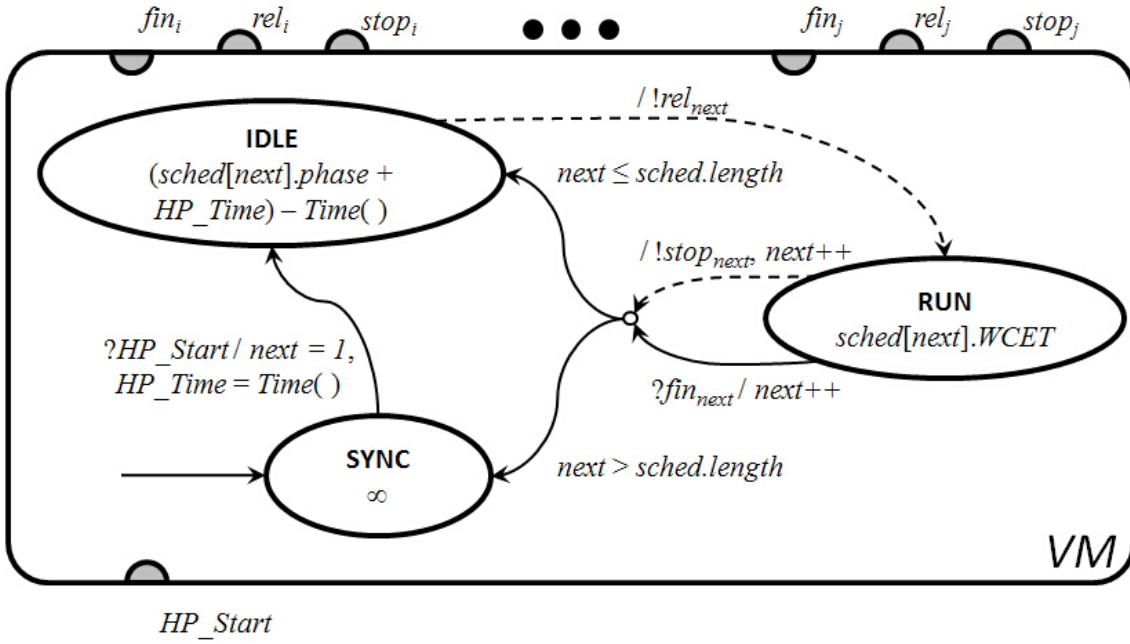 fin_i rel_i stop_i fin_j rel_j stop_j
/ !rel_next
IDLE
(sched[next].phase +
HP_Time) – Time( )
next ≤ sched.length
/ !stop_next, next++
RUN
sched[next].WCET
?HP_Start / next = 1,
HP_Time = Time( )
?fin_next / next++
SYNC
∞
next > sched.length
VM
HP_Start